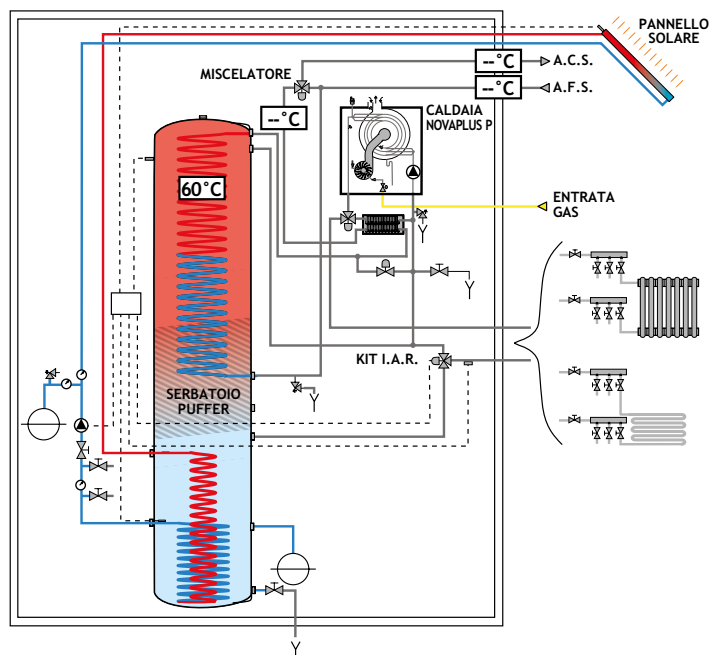 PANNELLO
SOLARE
--°C
A.C.S.
MISCELATORE
--°C
A.F.S.
--°C
CALDAIA
NOVAPLUS P
60°C
ENTRATA
GAS
KIT I.A.R.
SERBATOIO
PUFFER